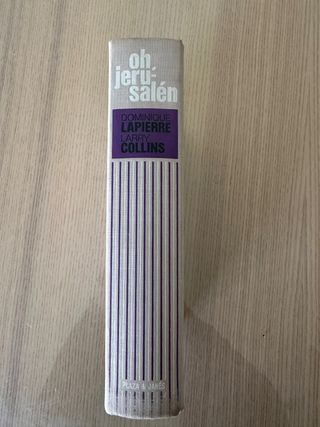 oh
jeru-
salén
DOMINIQUE
LAPIERRE
LARRY
COLLINS
PLAZA & JANÉS